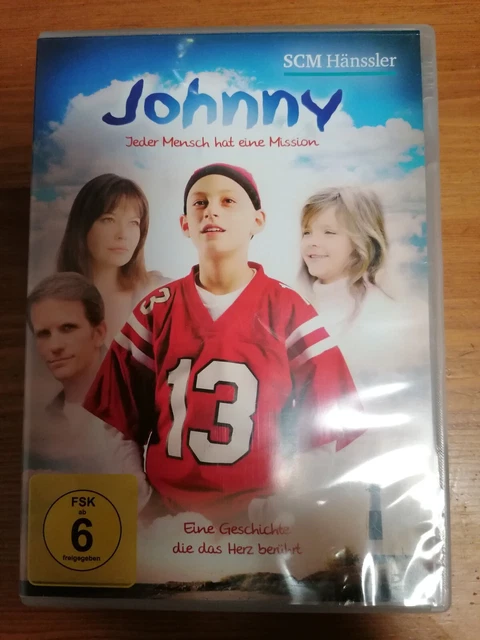 SCM Hänssler
Johnny
Jeder Mensch hat eine Mission
13
13
Eine Geschichte
die das Herz berührt
FSK
ab
6
freigegeben